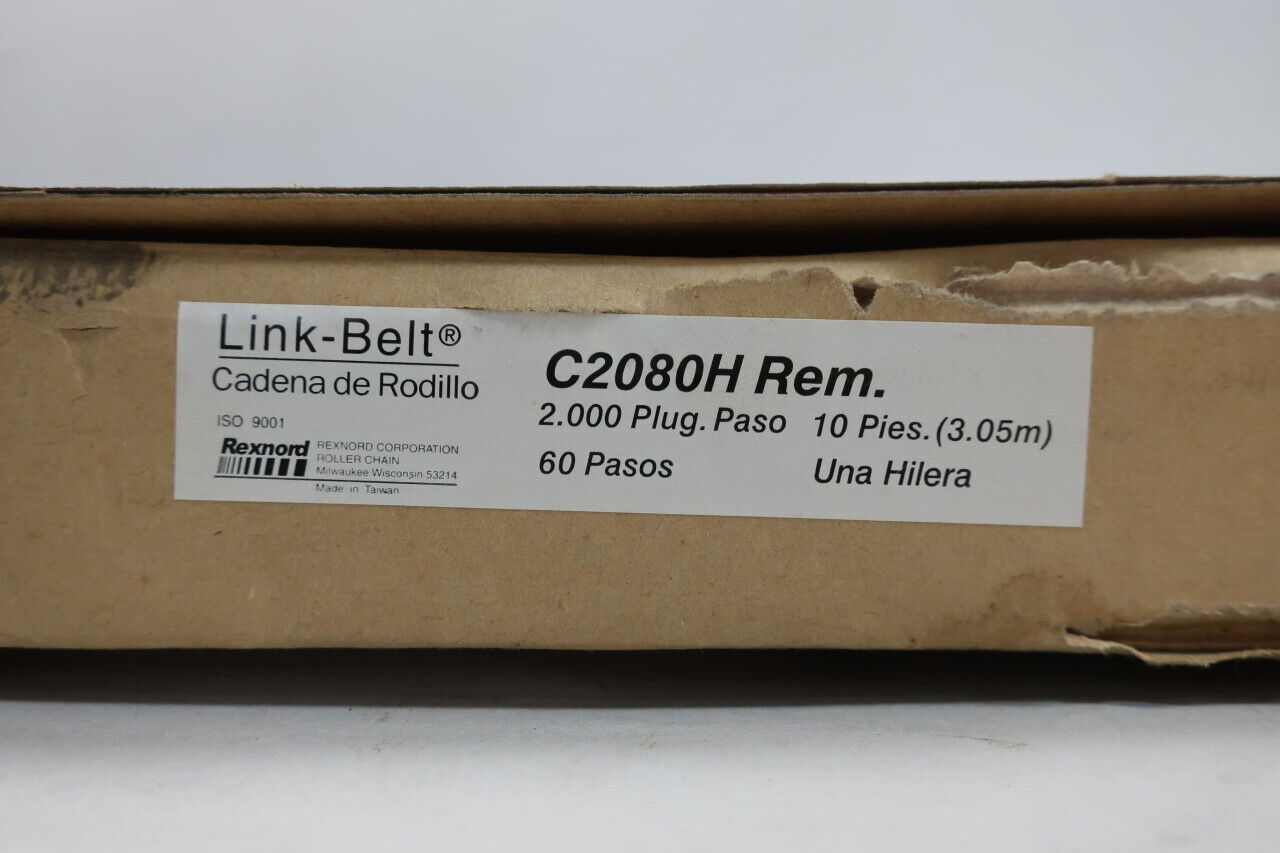 Link-Belt®
Cadena de Rodillo
ISO 9001
Rexnord
REXNORD CORPORATION
ROLLER CHAIN
Milwaukee Wisconsin 53214
Made in Taiwan
C2080H Rem.
2.000 Plug. Paso 10 Pies. (3.05m)
60 Pasos Una Hilera